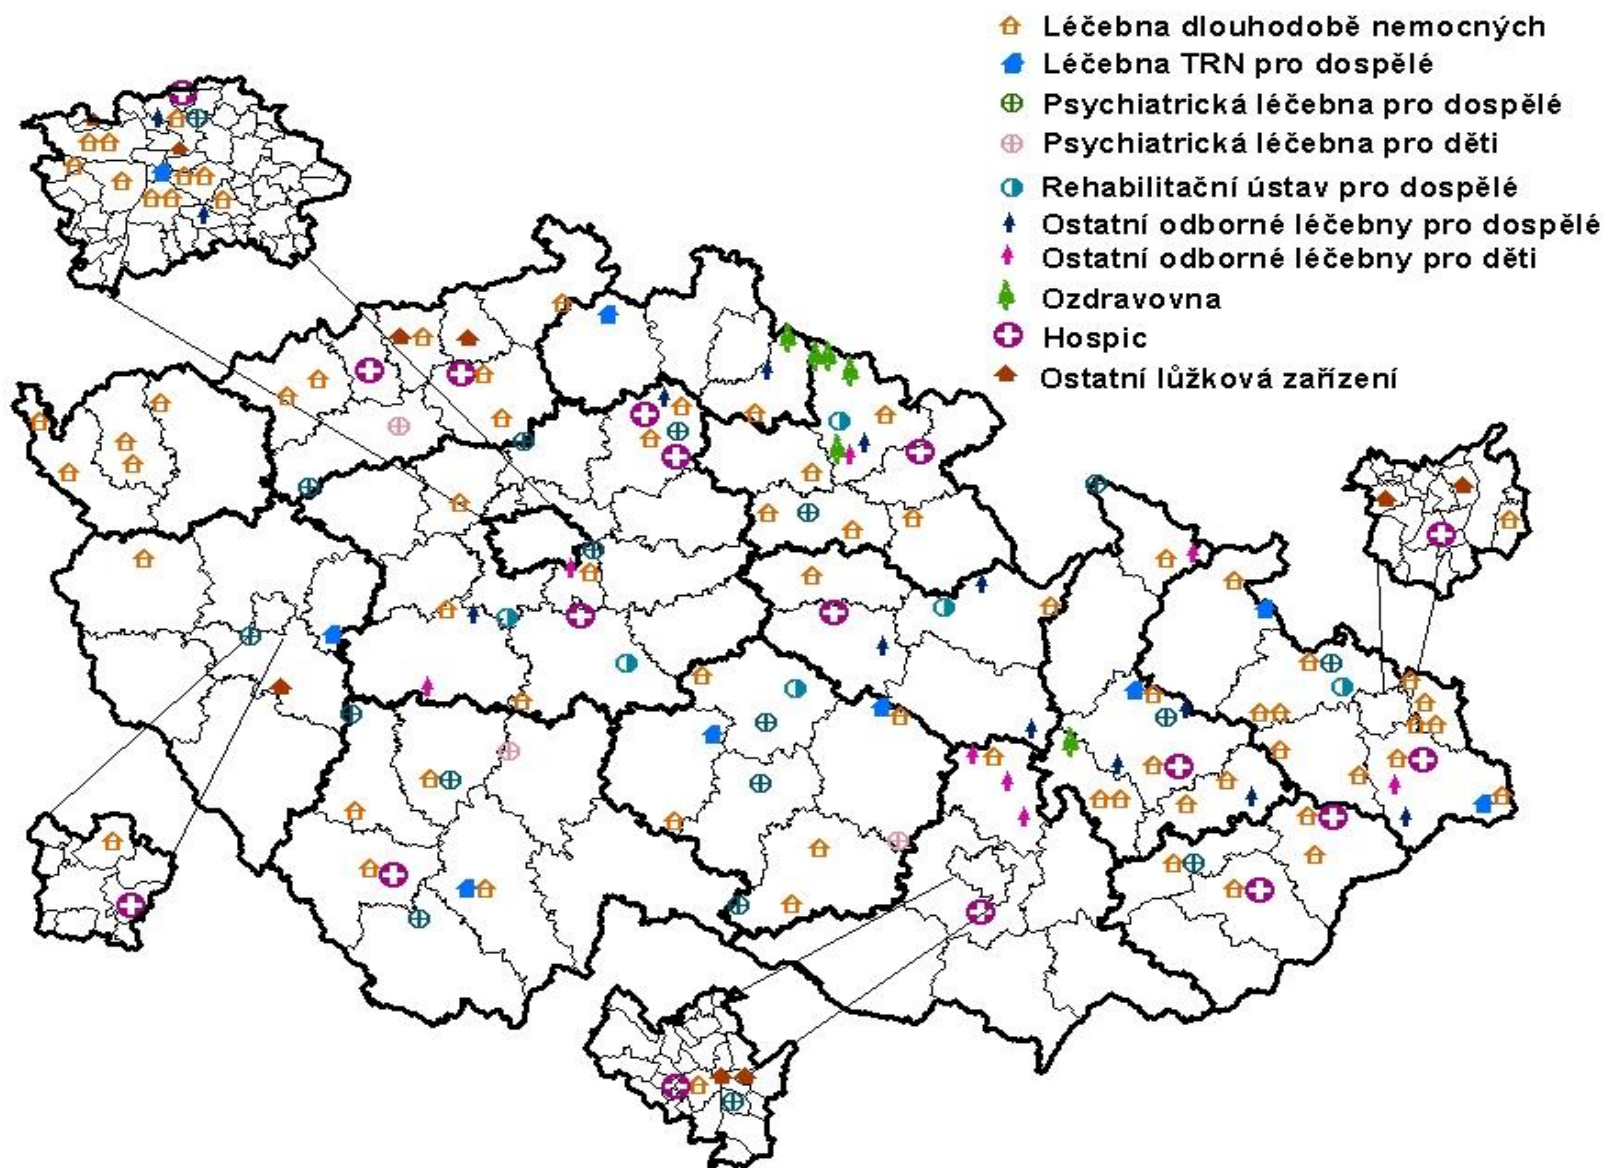 Léčebna dlouhodobě nemocných
Léčebna TRN pro dospělé
Psychiatrická léčebna pro dospělé
Psychiatrická léčebna pro děti
Rehabilitační ústav pro dospělé
Ostatní odborné léčebny pro dospělé
Ostatní odborné léčebny pro děti
Ozdravovna
Hospic
Ostatní lůžková zařízení